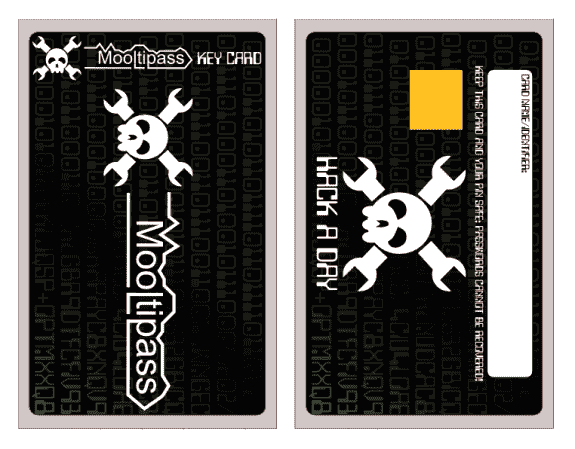 Mooltipass KEY CARD
Mooltipass
CARD NAME/IDENTIFIER:
KEEP THIS CARD AND YOUR PIN SAFE; PASSWORDS CANNOT BE RECOVERED!
HACK A DAY